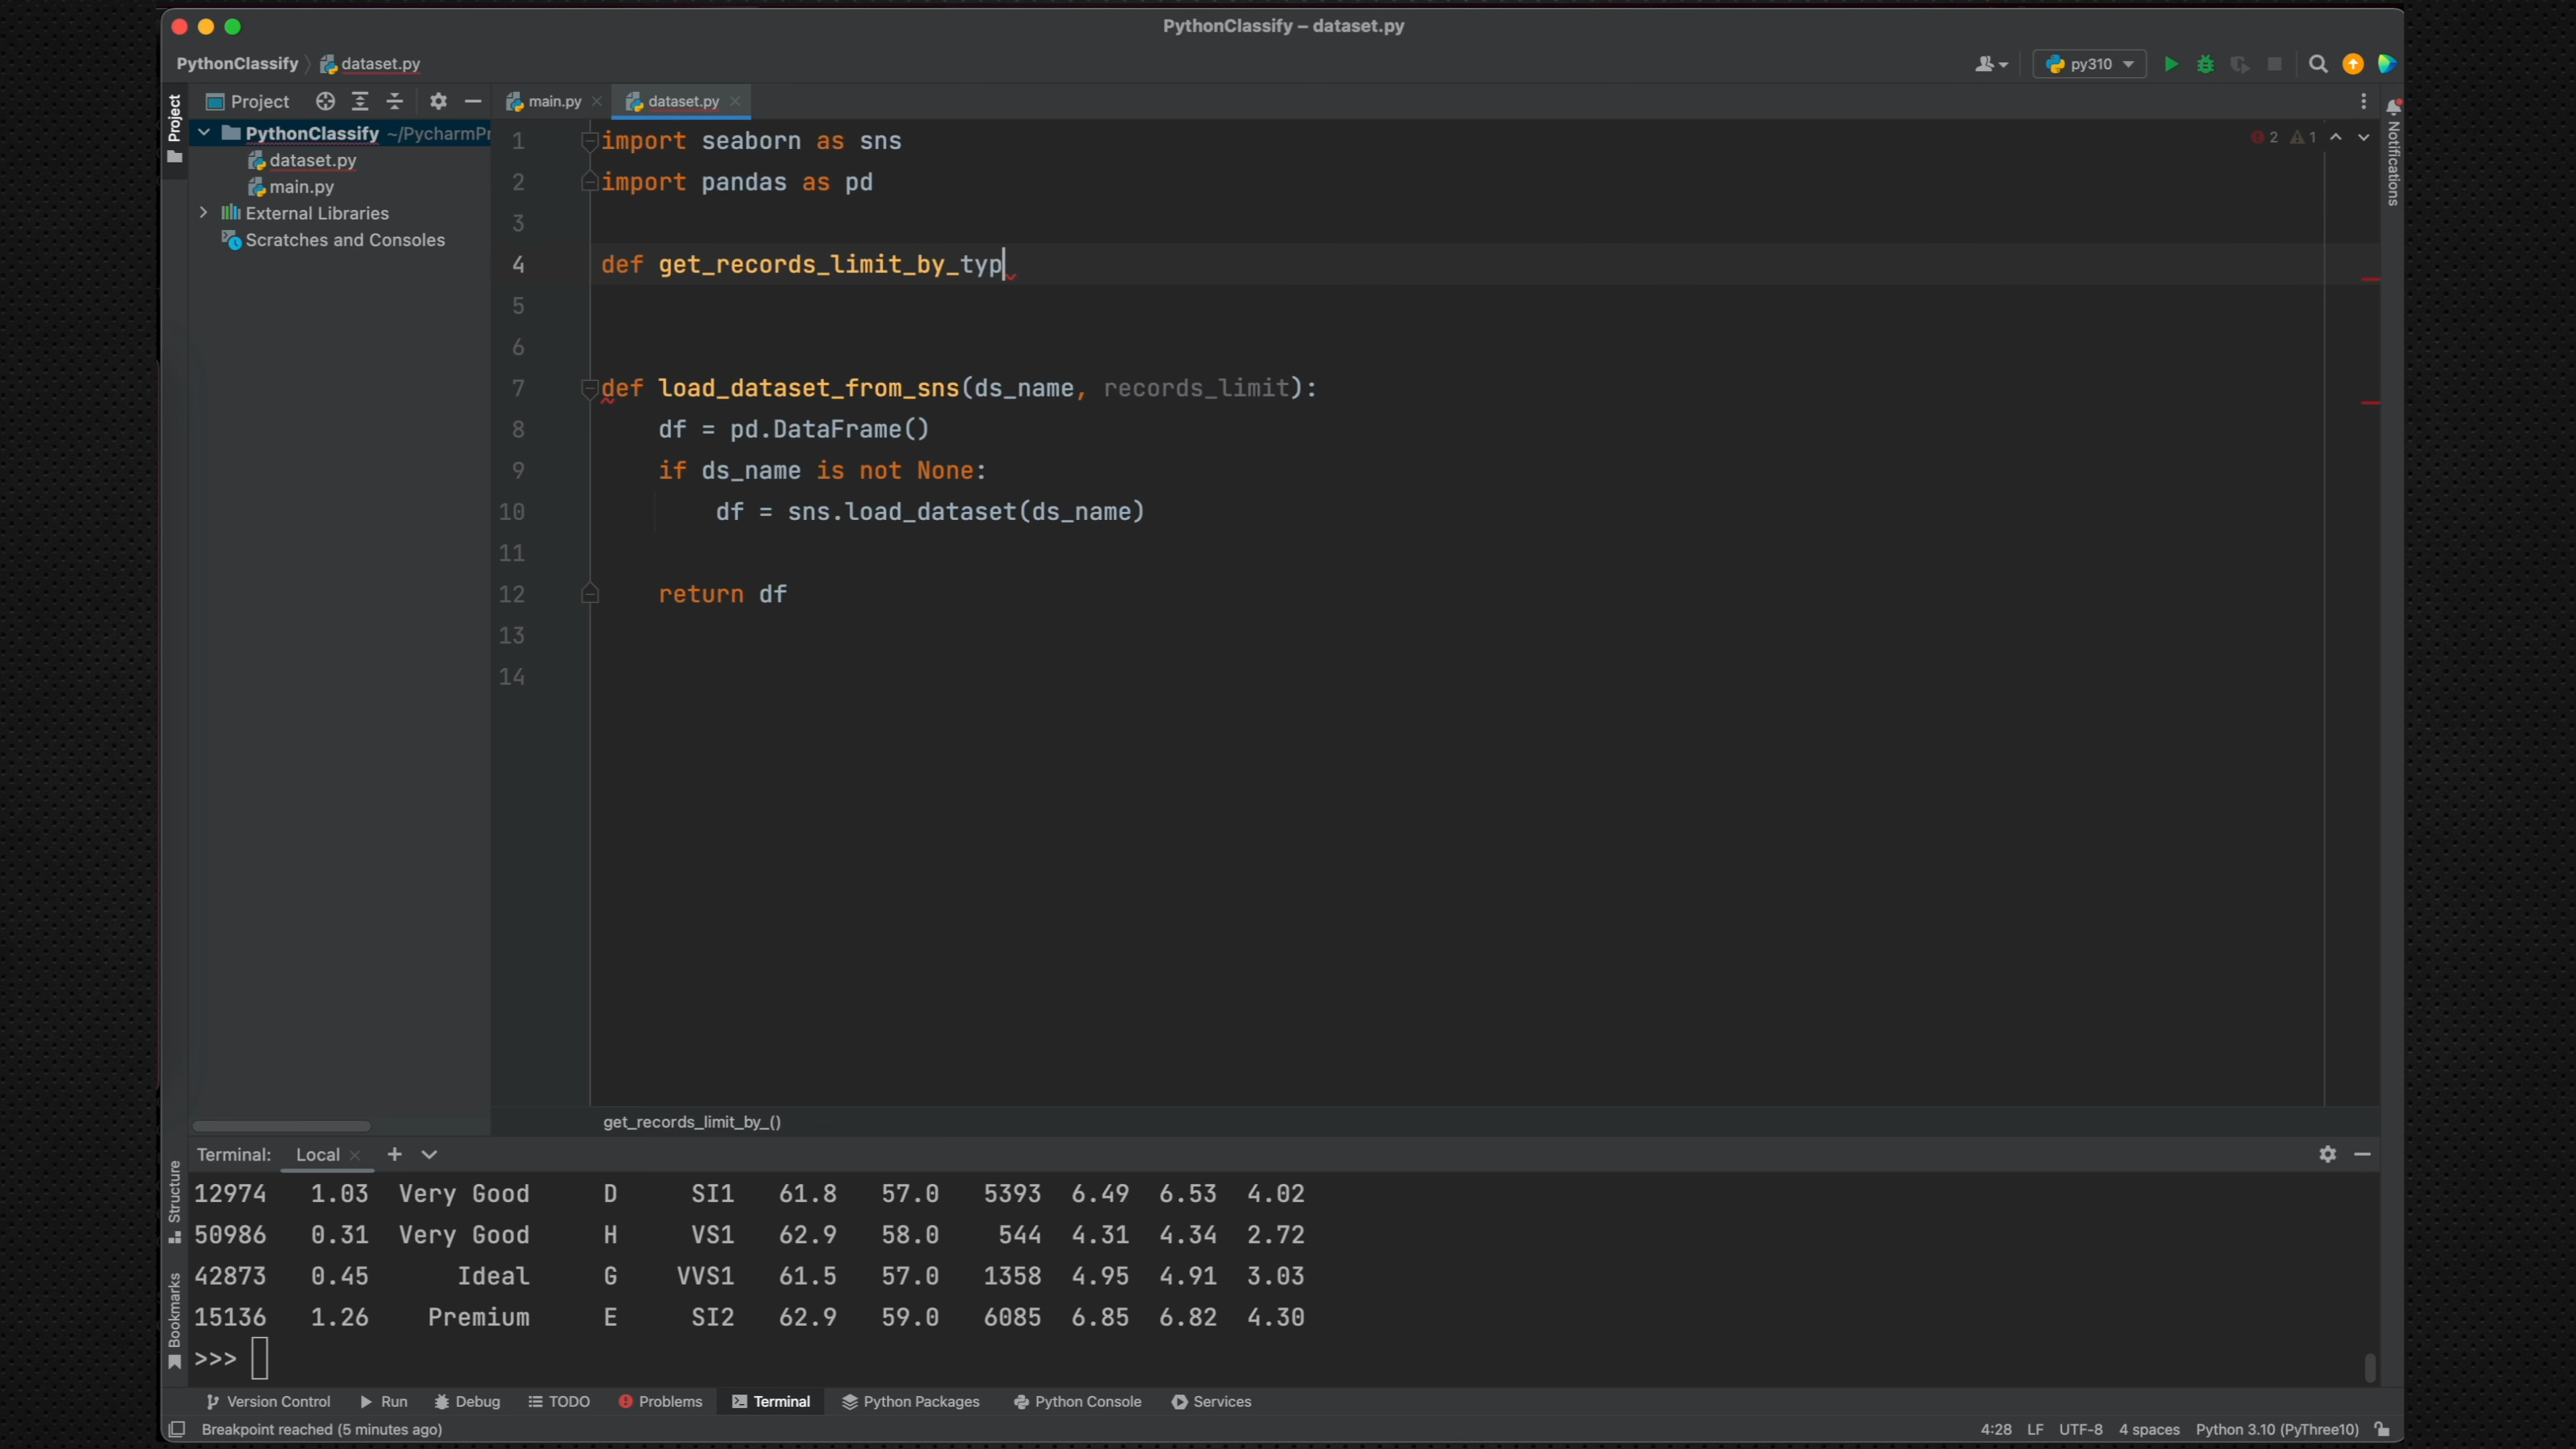 PythonClassify – dataset.py
PythonClassify dataset.py
py310
Project
Project
main.py
dataset.py
Notifications
PythonClassify ~/PycharmPr
dataset.py
main.py
External Libraries
Scratches and Consoles
2 1
1 import seaborn as sns
2 import pandas as pd
3
4 def get_records_limit_by_typ
5
6
7 def load_dataset_from_sns(ds_name, records_limit):
8 df = pd.DataFrame()
9 if ds_name is not None:
10 df = sns.load_dataset(ds_name)
11
12 return df
13
14
get_records_limit_by_()
Terminal: Local
Structure
Bookmarks
12974 1.03 Very Good D SI1 61.8 57.0 5393 6.49 6.53 4.02
50986 0.31 Very Good H VS1 62.9 58.0 544 4.31 4.34 2.72
42873 0.45 Ideal G VVS1 61.5 57.0 1358 4.95 4.91 3.03
15136 1.26 Premium E SI2 62.9 59.0 6085 6.85 6.82 4.30
>>>
Version Control Run Debug TODO Problems Terminal Python Packages Python Console Services
Breakpoint reached (5 minutes ago)
4:28 LF UTF-8 4 spaces Python 3.10 (PyThree10)